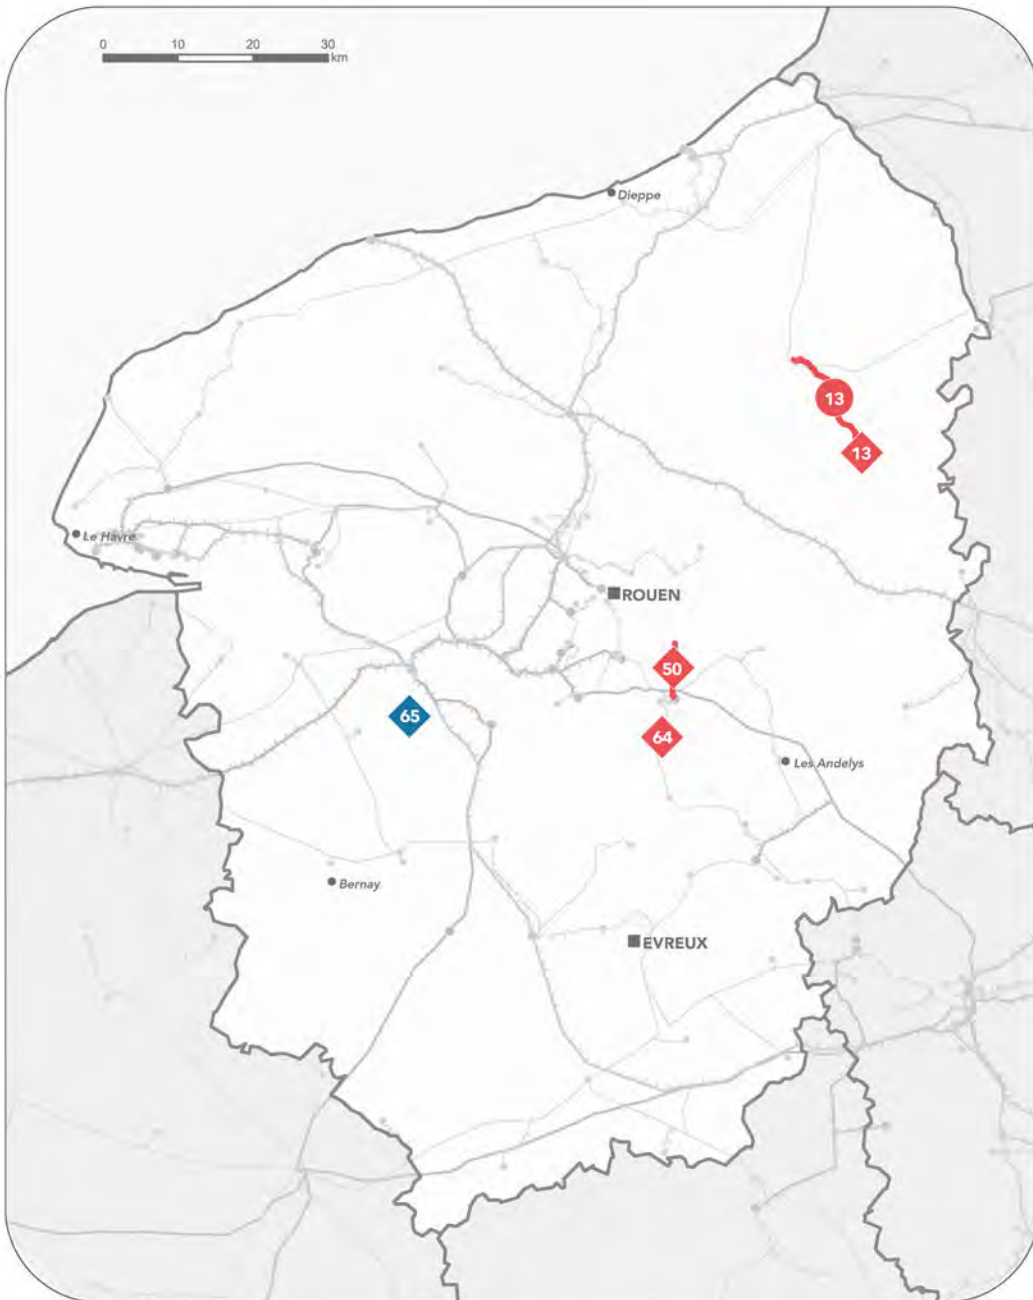 0 10 20 30
km
Dieppe
13
13
Le Havre
ROUEN
50
65
64
Les Andelys
Bernay
EVREUX